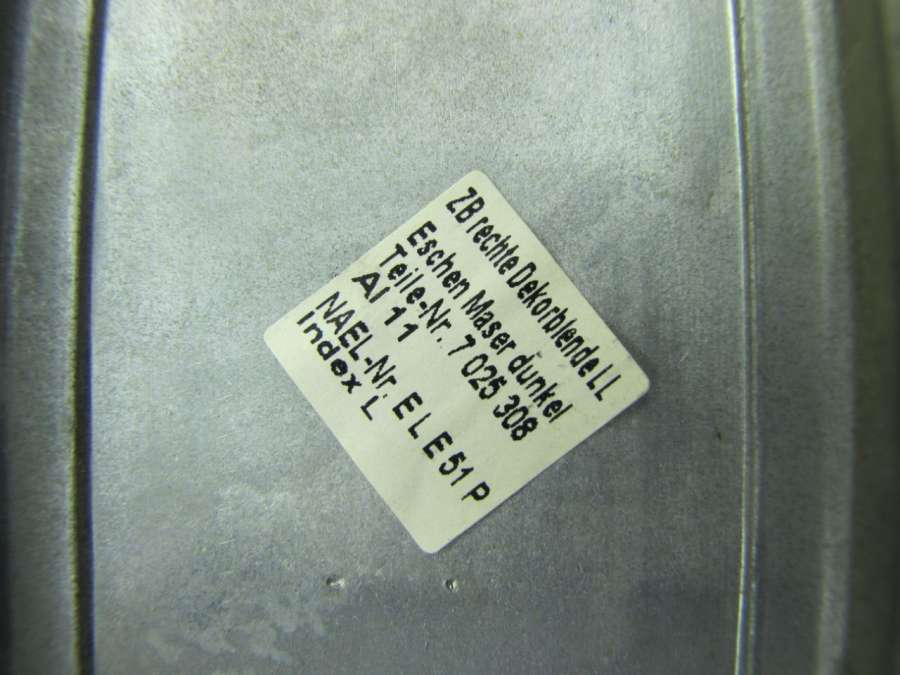 ZB rechte Dekorblende LL
Eschen Maser dunkel
Teile-Nr. 7 025 308
AI 11
NAEL-Nr. E L E 51 P
Index L